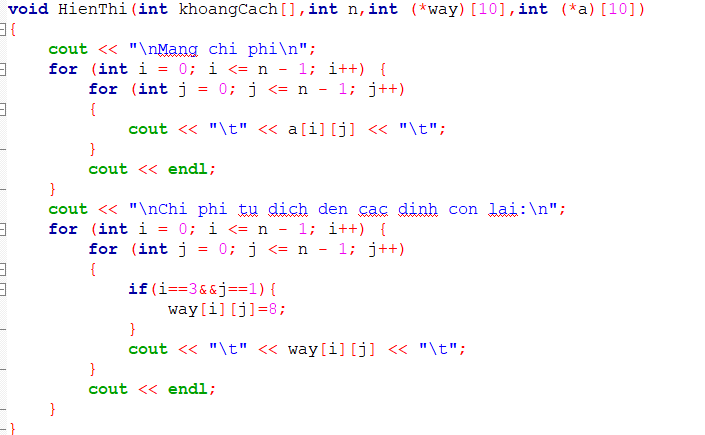 void HienThi(int khoangCach[],int n,int (*way)[10],int (*a)[10])
{
    cout << "\nMang chi phi\n";
    for (int i = 0; i <= n - 1; i++) {
        for (int j = 0; j <= n - 1; j++)
        {
            cout << "\t" << a[i][j] << "\t";
        }
        cout << endl;
    }
    cout << "\nChi phi tu dich den cac dinh con lai:\n";
    for (int i = 0; i <= n - 1; i++) {
        for (int j = 0; j <= n - 1; j++)
        {
            if(i==3&&j==1){
                way[i][j]=8;
            }
            cout << "\t" << way[i][j] << "\t";
        }
        cout << endl;
    }
}